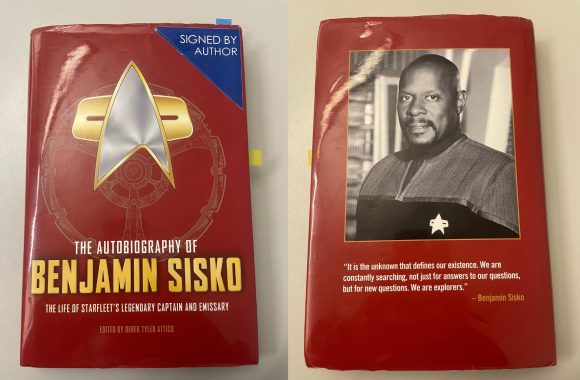 SIGNED BY
AUTHOR
THE AUTOBIOGRAPHY OF
BENJAMIN SISKO
THE LIFE OF STARFLEET'S LEGENDARY CAPTAIN AND EMISSARY
EDITED BY DEREK TYLER ATTICO
"It is the unknown that defines our existence. We are
constantly searching, not just for answers to our questions,
but for new questions. We are explorers."
– Benjamin Sisko